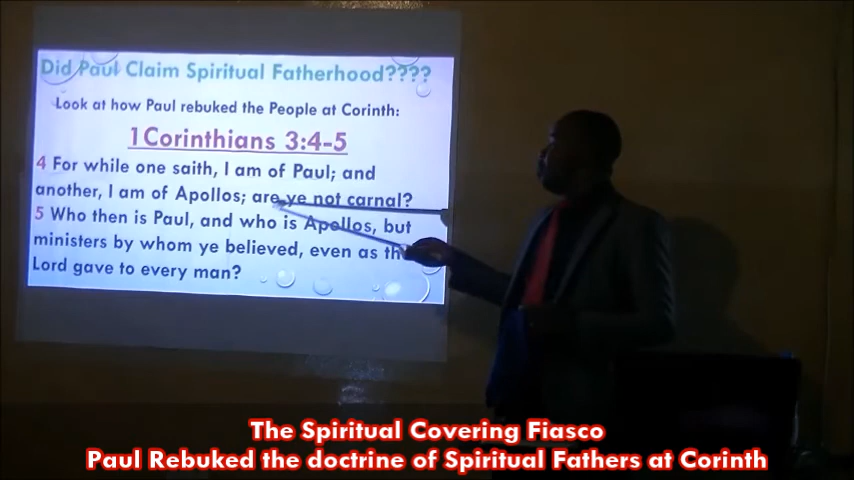 Did Paul Claim Spiritual Fatherhood????
Look at how Paul rebuked the People at Corinth:
1Corinthians 3:4-5
4 For while one saith, I am of Paul; and
another, I am of Apollos; are ye not carnal?
5 Who then is Paul, and who is Apollos, but
ministers by whom ye believed, even as the
Lord gave to every man?
The Spiritual Covering Fiasco
Paul Rebuked the doctrine of Spiritual Fathers at Corinth